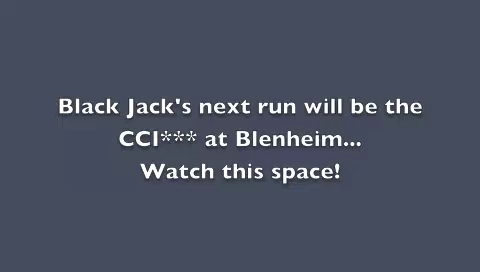 Black Jack's next run will be the
CCI*** at Blenheim...
Watch this space!